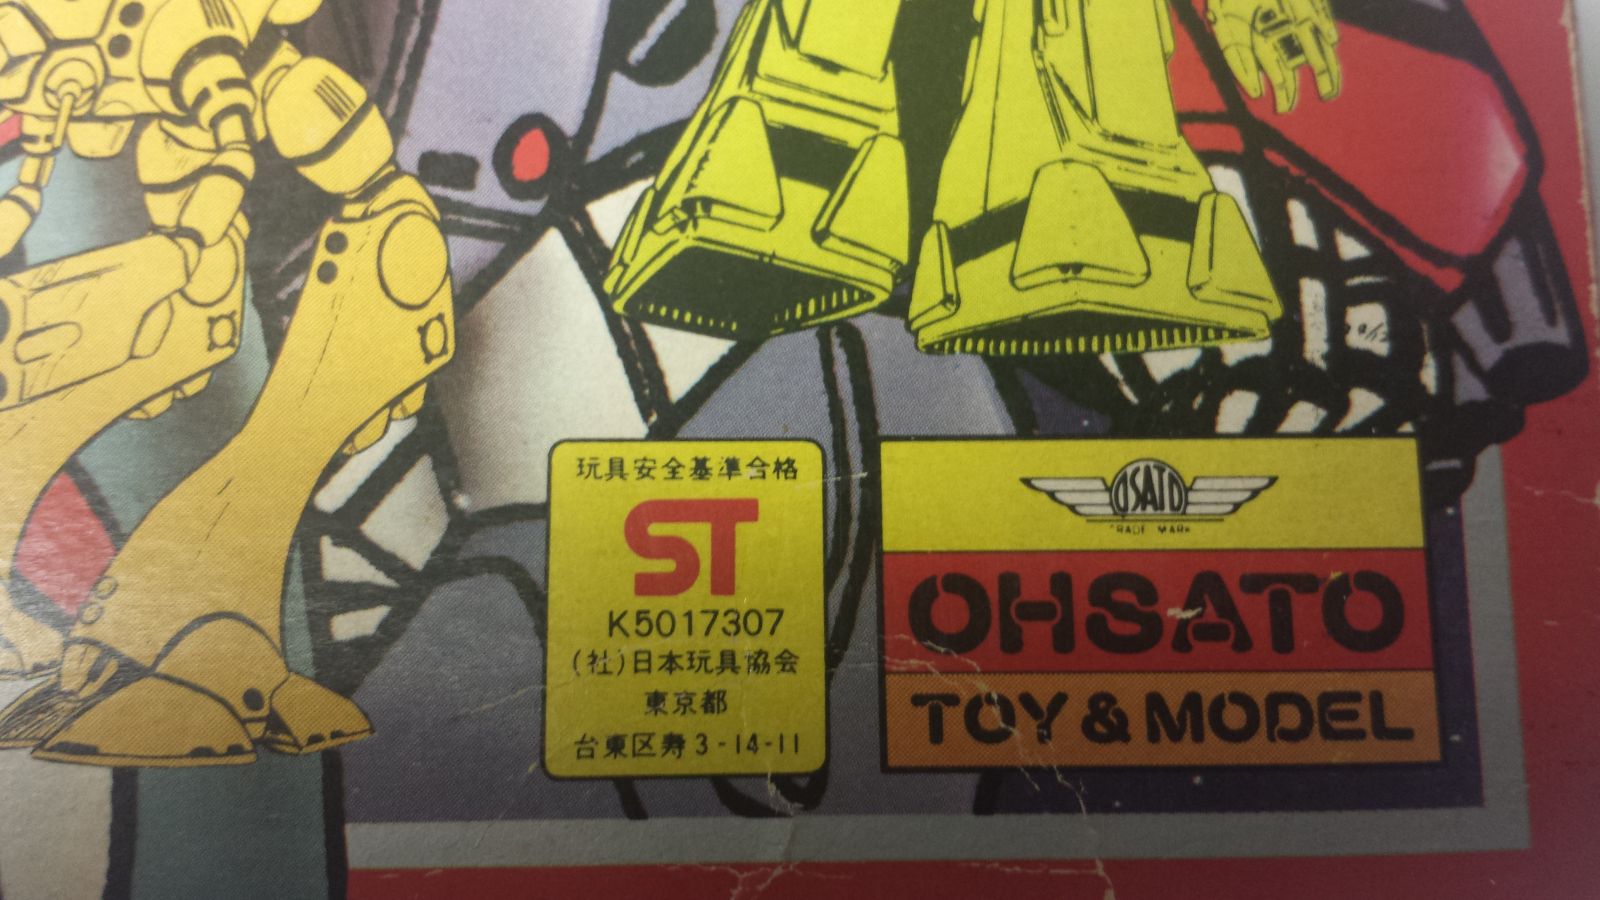 玩具安全基準合格
ST
K5017307
(社)日本玩具協会
東京都
台東区寿3-14-11
OSATO
TRADE MARK
OHSATO
TOY & MODEL